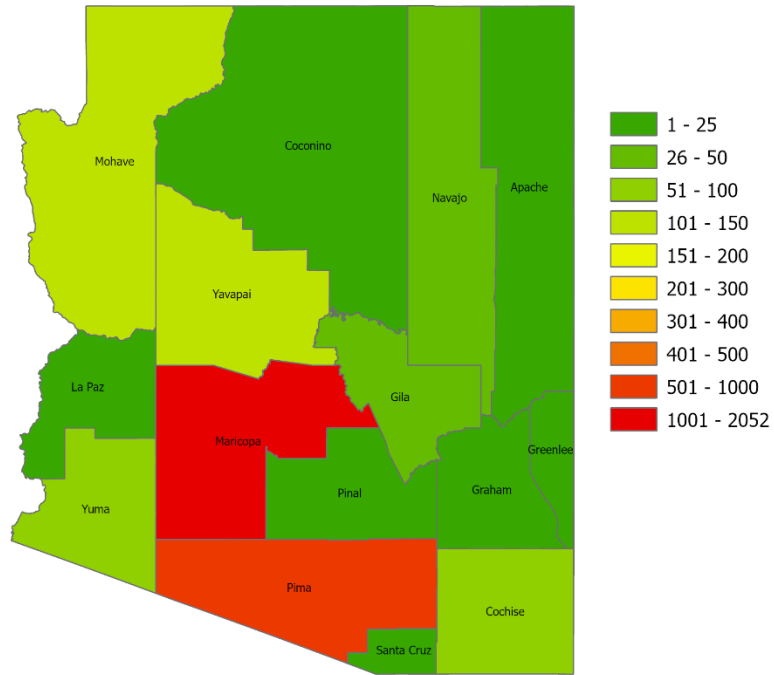 Mohave
Coconino
Navajo
Apache
Yavapai
La Paz
Gila
Maricopa
Greenlee
Yuma
Pinal
Graham
Pima
Cochise
Santa Cruz
1 - 25
26 - 50
51 - 100
101 - 150
151 - 200
201 - 300
301 - 400
401 - 500
501 - 1000
1001 - 2052